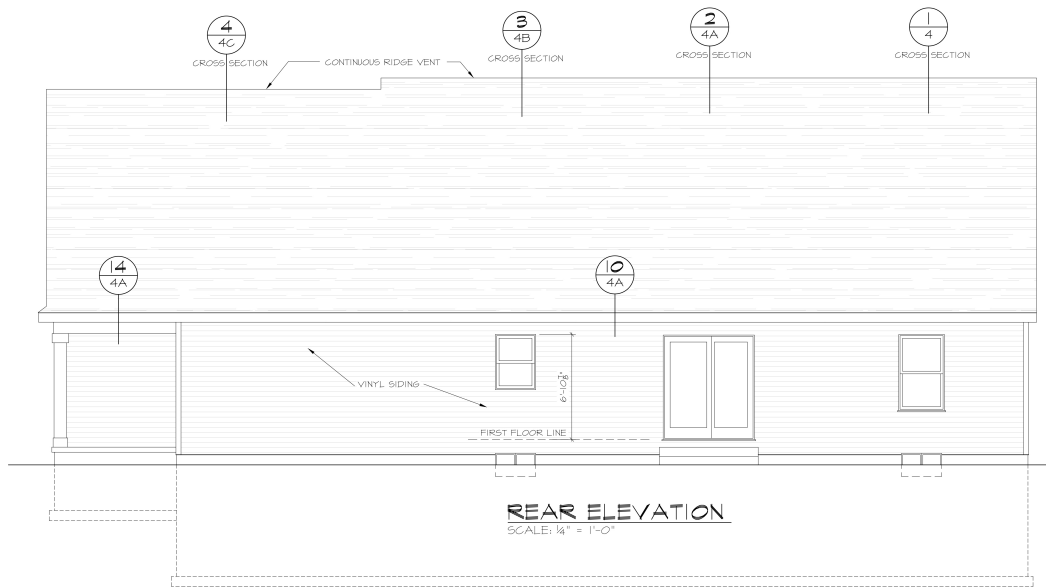 4
4C
CROSS SECTION
3
4B
CROSS SECTION
2
4A
CROSS SECTION
1
4
CROSS SECTION
CONTINUOUS RIDGE VENT
14
4A
10
4A
VINYL SIDING
6'-10⅞"
FIRST FLOOR LINE
REAR ELEVATION
SCALE: ¼" = 1'-0"